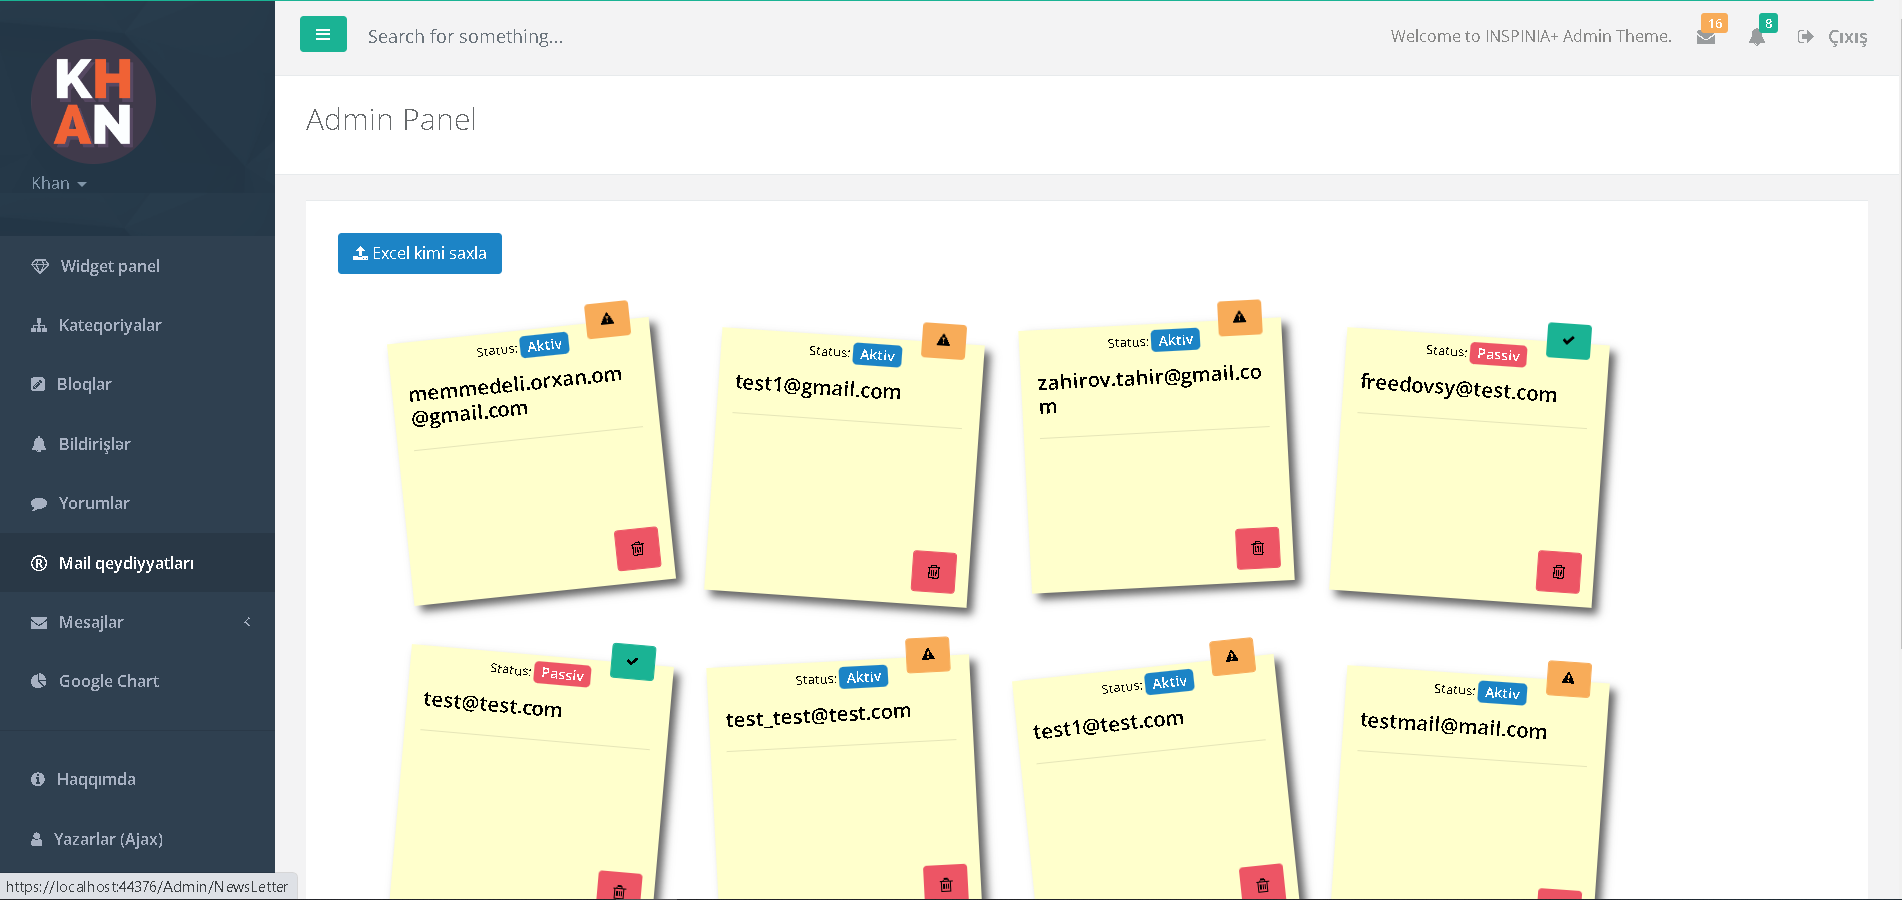 KH
AN
Khan
Widget panel
Kateqoriyalar
Bloqlar
Bildirişlər
Yorumlar
Mail qeydiyyatları
Mesajlar
Google Chart
Haqqımda
Yazarlar (Ajax)
https://localhost:44376/Admin/NewsLetter
Search for something...
Welcome to INSPINIA+ Admin Theme.
16
8
Çıxış
Admin Panel
Excel kimi saxla
Status: Aktiv
memmedeli.orxan.om
@gmail.com
Status: Aktiv
test1@gmail.com
Status: Aktiv
zahirov.tahir@gmail.co
m
Status: Passiv
freedovsy@test.com
Status: Passiv
test@test.com
Status: Aktiv
test_test@test.com
Status: Aktiv
test1@test.com
Status: Aktiv
testmail@mail.com